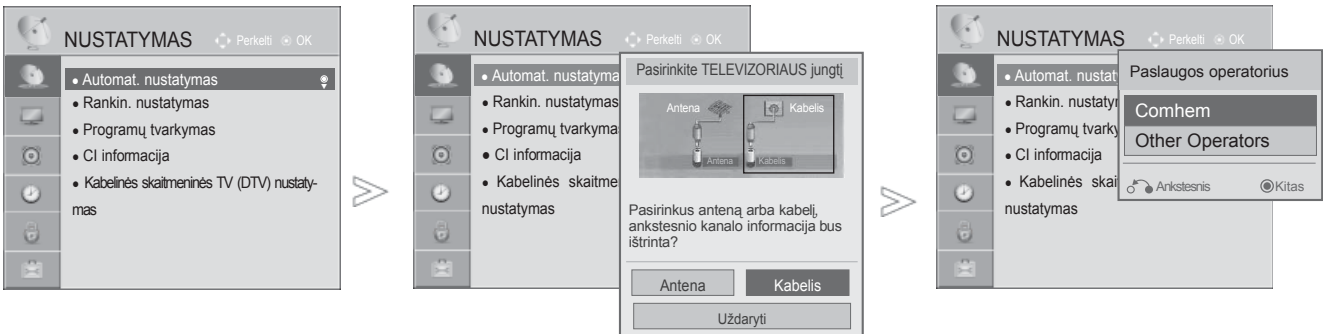 NUSTATYMAS Perkelti OK
• Automat. nustatymas
• Rankin. nustatymas
• Programų tvarkymas
• CI informacija
• Kabelinės skaitmeninės TV (DTV) nustaty-
mas
NUSTATYMAS Perkelti OK
• Automat. nustatyma
• Rankin. nustatymas
• Programų tvarkyma
• CI informacija
• Kabelinės skaitme
nustatymas
Pasirinkite TELEVIZORIAUS jungtį
Antena Kabelis
Antena Kabelis
Pasirinkus anteną arba kabelį,
ankstesnio kanalo informacija bus
ištrinta?
Antena Kabelis
Uždaryti
NUSTATYMAS Perkelti OK
• Automat. nustat
• Rankin. nustaty
• Programų tvarky
• CI informacija
• Kabelinės skai
nustatymas
Paslaugos operatorius
Comhem
Other Operators
Ankstesnis Kitas